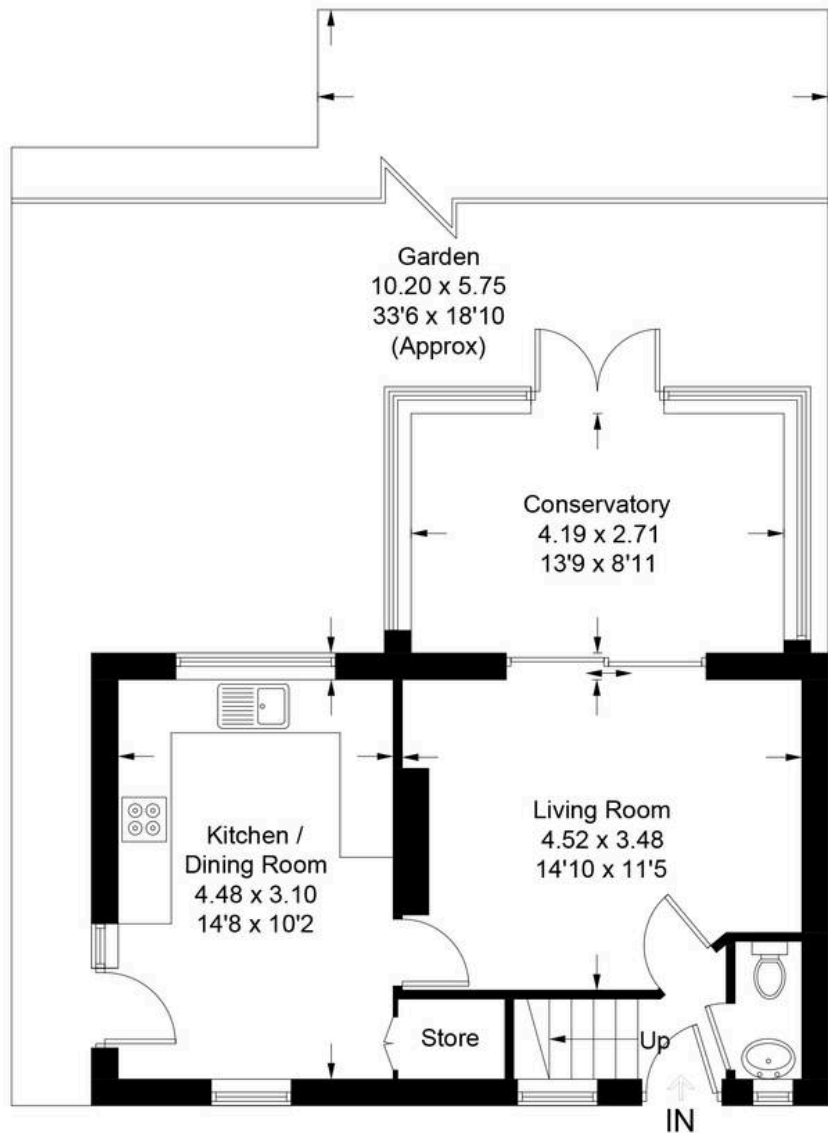 Garden
10.20 x 5.75
33'6 x 18'10
(Approx)
Conservatory
4.19 x 2.71
13'9 x 8'11
Living Room
4.52 x 3.48
14'10 x 11'5
Kitchen /
Dining Room
4.48 x 3.10
14'8 x 10'2
Store
Up
IN